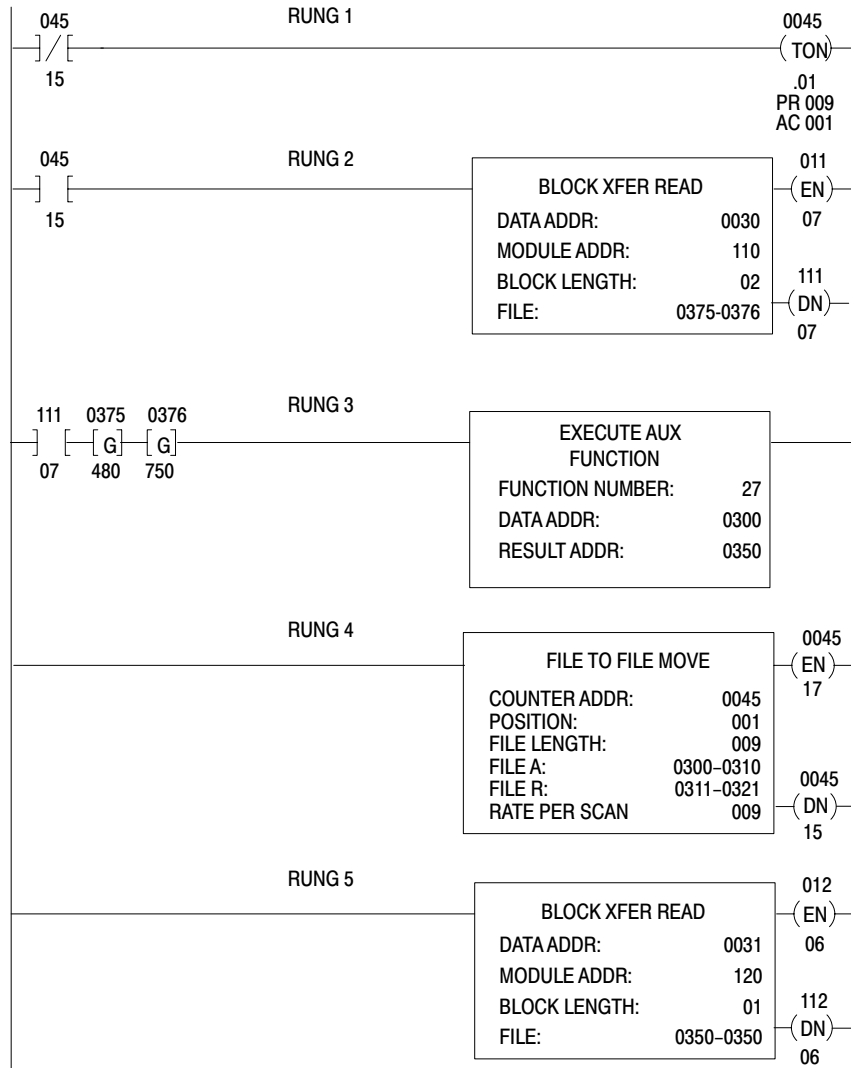 RUNG 1
045
15
0045
TON
.01
PR 009
AC 001
RUNG 2
045
15
BLOCK XFER READ
DATA ADDR: 0030
MODULE ADDR: 110
BLOCK LENGTH: 02
FILE: 0375-0376
011
EN
07
111
DN
07
RUNG 3
111 0375 0376
G G
07 480 750
EXECUTE AUX
FUNCTION
FUNCTION NUMBER: 27
DATA ADDR: 0300
RESULT ADDR: 0350
RUNG 4
FILE TO FILE MOVE
COUNTER ADDR: 0045
POSITION: 001
FILE LENGTH: 009
FILE A: 0300–0310
FILE R: 0311–0321
RATE PER SCAN 009
0045
EN
17
0045
DN
15
RUNG 5
BLOCK XFER READ
DATA ADDR: 0031
MODULE ADDR: 120
BLOCK LENGTH: 01
FILE: 0350–0350
012
EN
06
112
DN
06